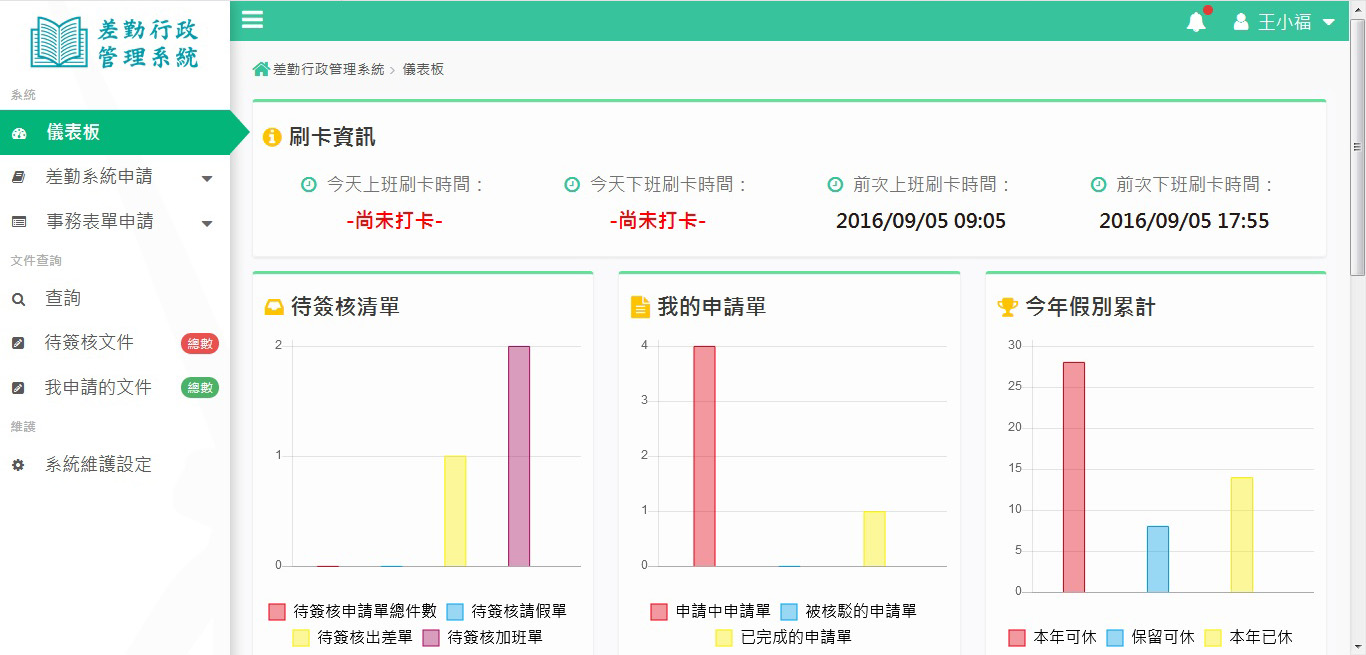 差勤行政
管理系統
王小福
系統
儀表板
差勤系統申請
事務表單申請
文件查詢
查詢
待簽核文件 總數
我申請的文件 總數
維護
系統維護設定
差勤行政管理系統 › 儀表板
刷卡資訊
今天上班刷卡時間：
-尚未打卡-
今天下班刷卡時間：
-尚未打卡-
前次上班刷卡時間：
2016/09/05 09:05
前次下班刷卡時間：
2016/09/05 17:55
待簽核清單
2
1
0
待簽核申請單總件數 待簽核請假單
待簽核出差單 待簽核加班單
我的申請單
4
3
2
1
0
申請中申請單 被核駁的申請單
已完成的申請單
今年假別累計
30
25
20
15
10
5
0
本年可休 保留可休 本年已休